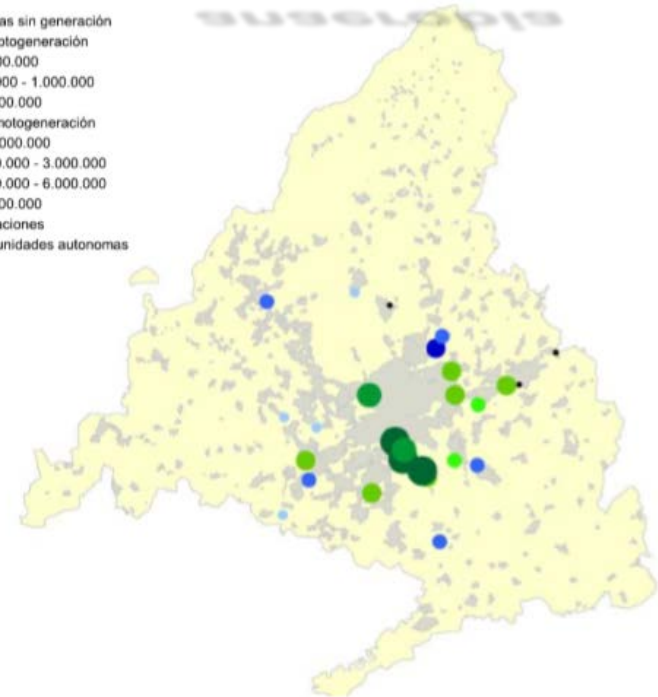 as sin generación
otogeneración
00.000
000 - 1.000.000
00.000
notogeneración
000.000
0.000 - 3.000.000
0.000 - 6.000.000
00.000
aciones
unidades autonomas